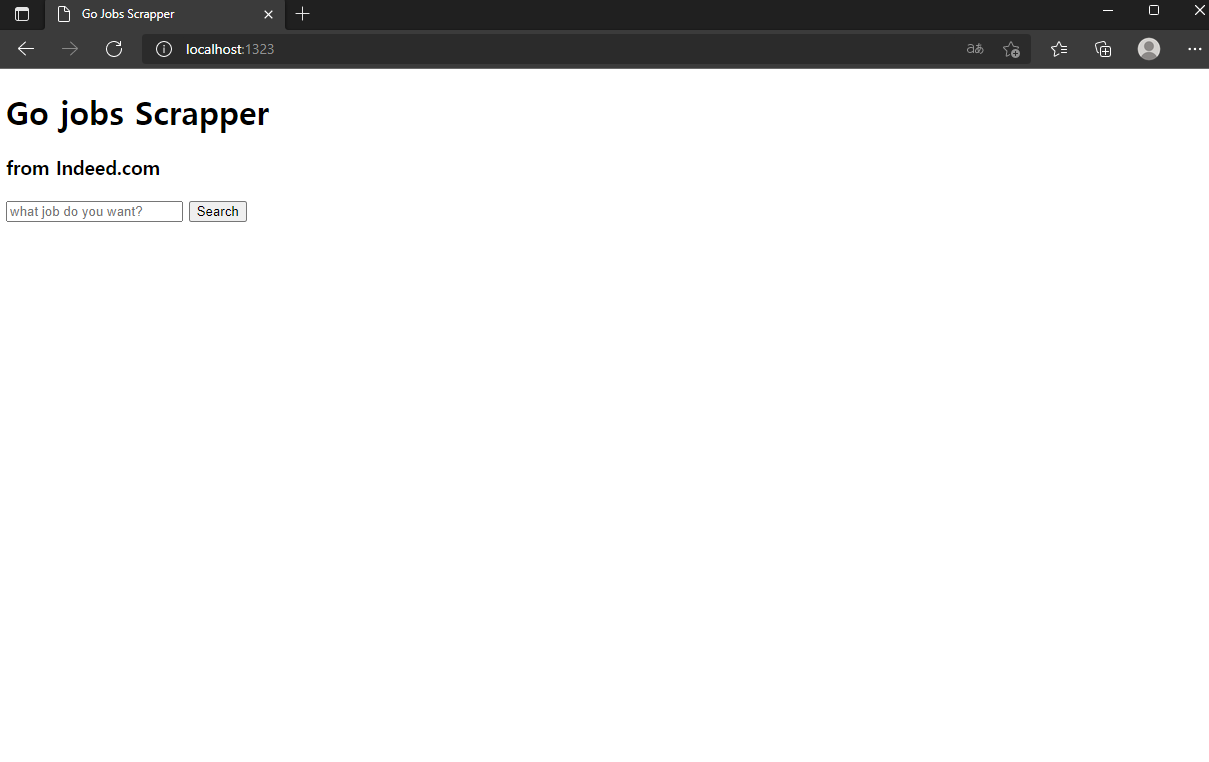 Go Jobs Scrapper
localhost:1323
aあ
Go jobs Scrapper
from Indeed.com
what job do you want? Search